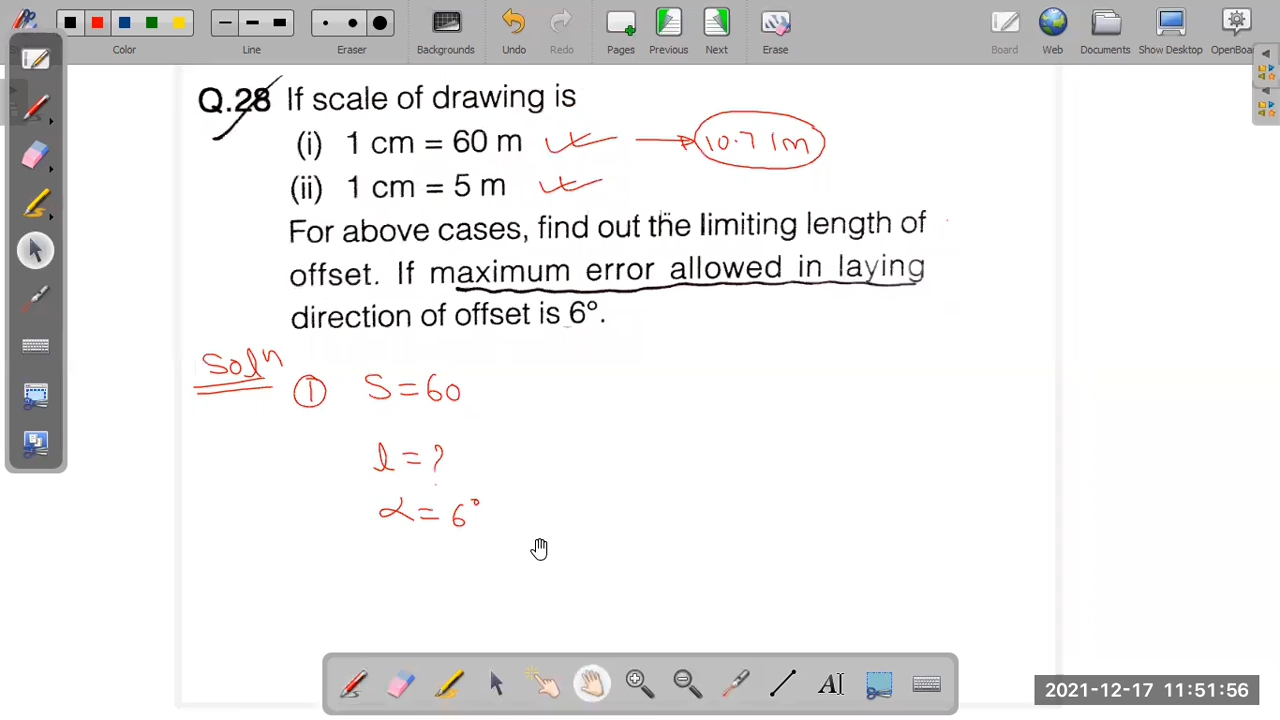 Color
Line
Eraser
Backgrounds
Undo
Redo
Pages
Previous
Next
Erase
Board
Web
Documents
Show Desktop
OpenBoa
Q.28 If scale of drawing is
(i) 1 cm = 60 m → 10.71m
(ii) 1 cm = 5 m
For above cases, find out the limiting length of
offset. If maximum error allowed in laying
direction of offset is 6°.
Solⁿ
① S = 60
l = ?
α = 6°
AI
2021-12-17 11:51:56